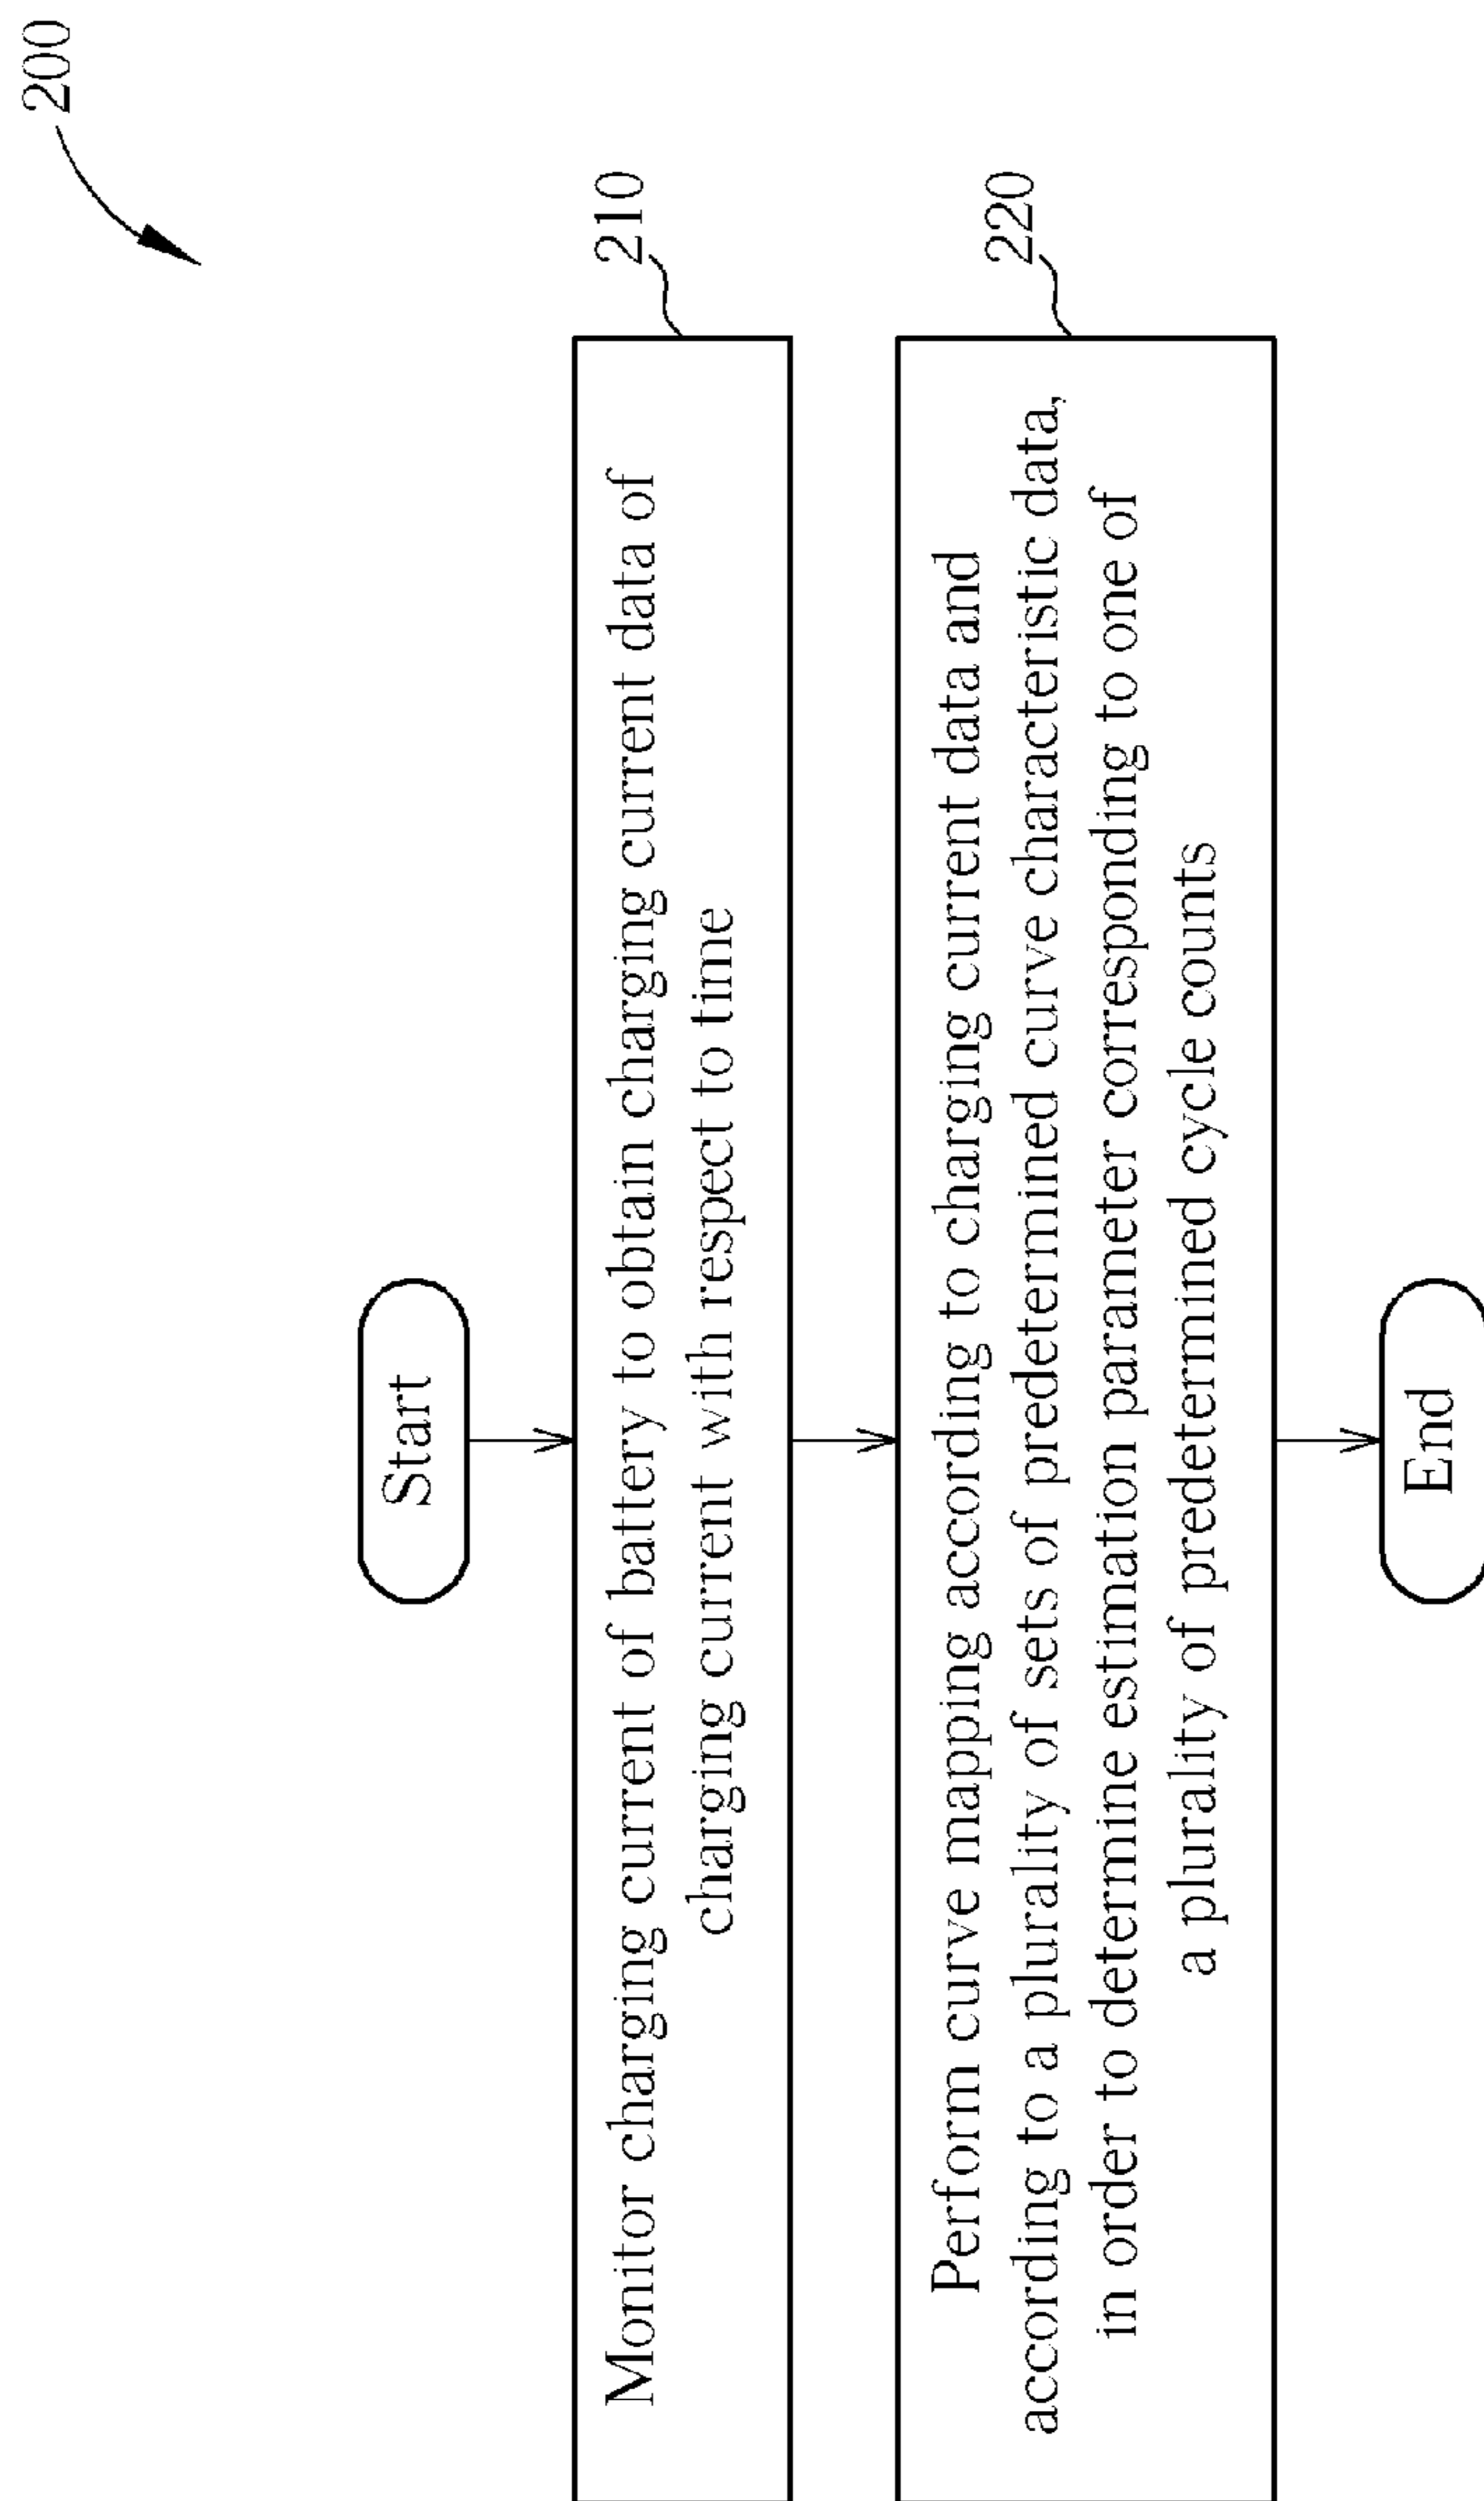 200
Start
210
Monitor charging current of battery to obtain charging current data of
charging current with respect to time
220
Perform curve mapping according to charging current data and
according to a plurality of sets of predetermined curve characteristic data,
in order to determine estimation parameter corresponding to one of
a plurality of predetermined cycle counts
End